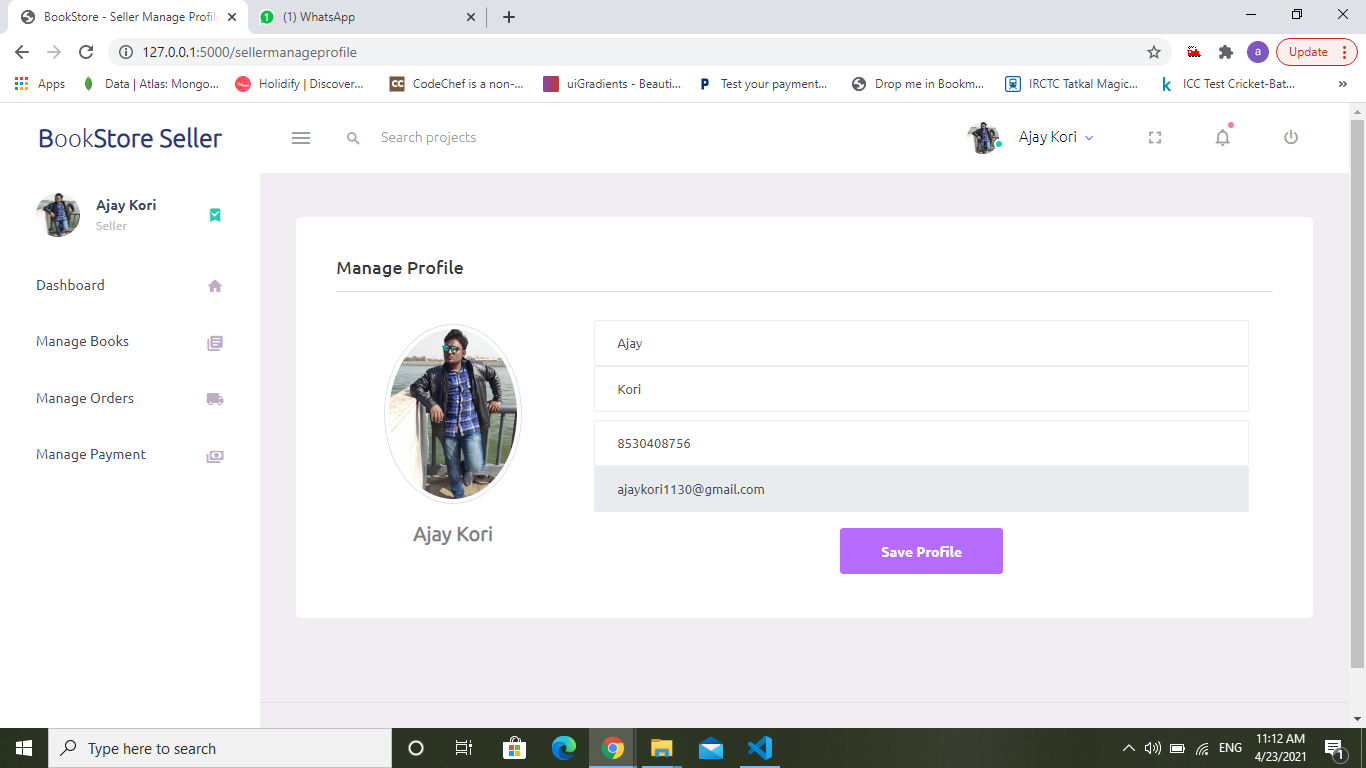 BookStore - Seller Manage Profil
(1) WhatsApp
127.0.0.1:5000/sellermanageprofile
a
Update
Apps
Data | Atlas: Mongo...
Holidify | Discover...
CC
CodeChef is a non-...
uiGradients - Beauti...
P
Test your payment...
Drop me in Bookm...
IRCTC Tatkal Magic...
k
ICC Test Cricket-Bat...
»
BookStore Seller
Search projects
Ajay Kori
Ajay Kori
Seller
Dashboard
Manage Books
Manage Orders
Manage Payment
Manage Profile
Ajay
Kori
8530408756
ajaykori1130@gmail.com
Ajay Kori
Save Profile
Type here to search
ENG
11:12 AM
4/23/2021
1